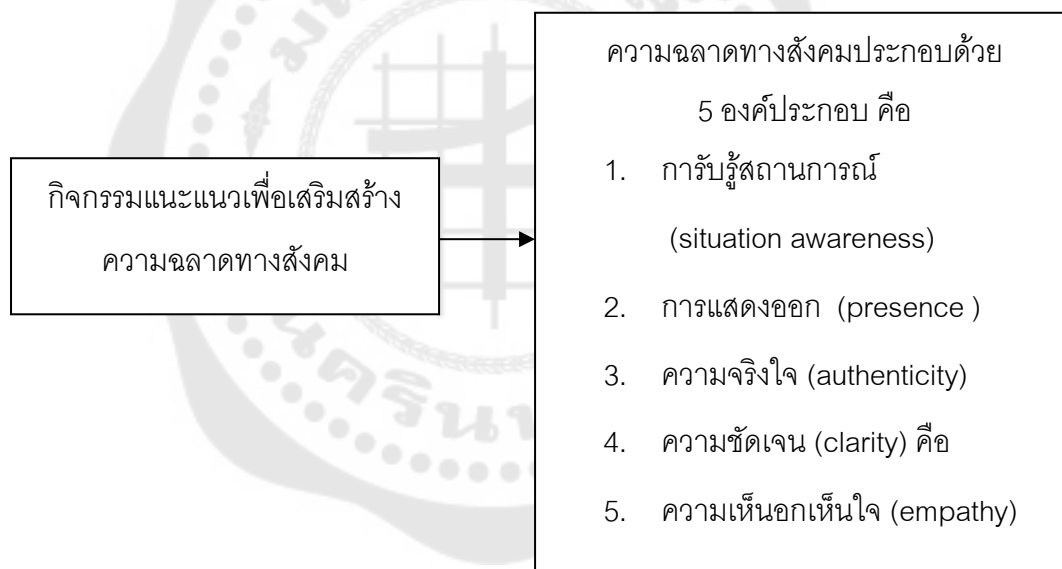 กิจกรรมแนะแนวเพื่อเสริมสร้าง
ความฉลาดทางสังคม
ความฉลาดทางสังคมประกอบด้วย
5 องค์ประกอบ คือ
1. การับรู้สถานการณ์
(situation awareness)
2. การแสดงออก (presence )
3. ความจริงใจ (authenticity)
4. ความชัดเจน (clarity) คือ
5. ความเห็นอกเห็นใจ (empathy)